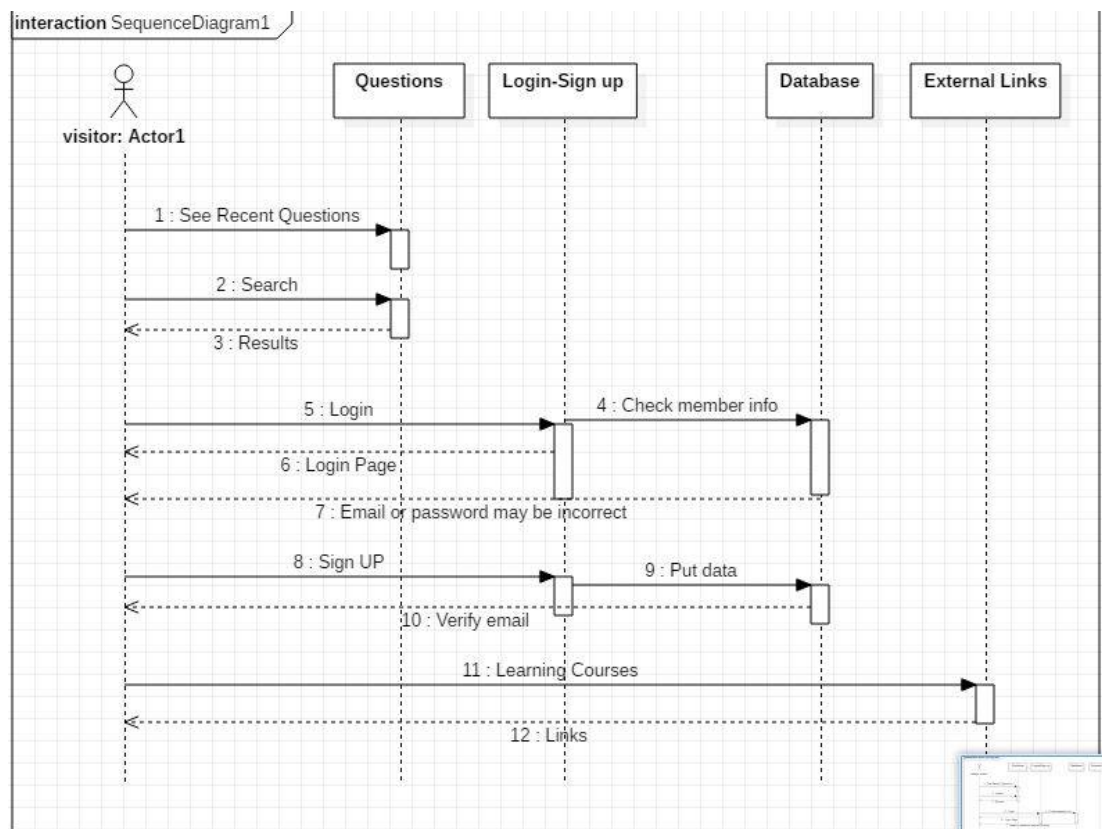 interaction SequenceDiagram1
Questions
Login-Sign up
Database
External Links
visitor: Actor1
1 : See Recent Questions
2 : Search
3 : Results
4 : Check member info
5 : Login
6 : Login Page
7 : Email or password may be incorrect
8 : Sign UP
9 : Put data
10 : Verify email
11 : Learning Courses
12 : Links